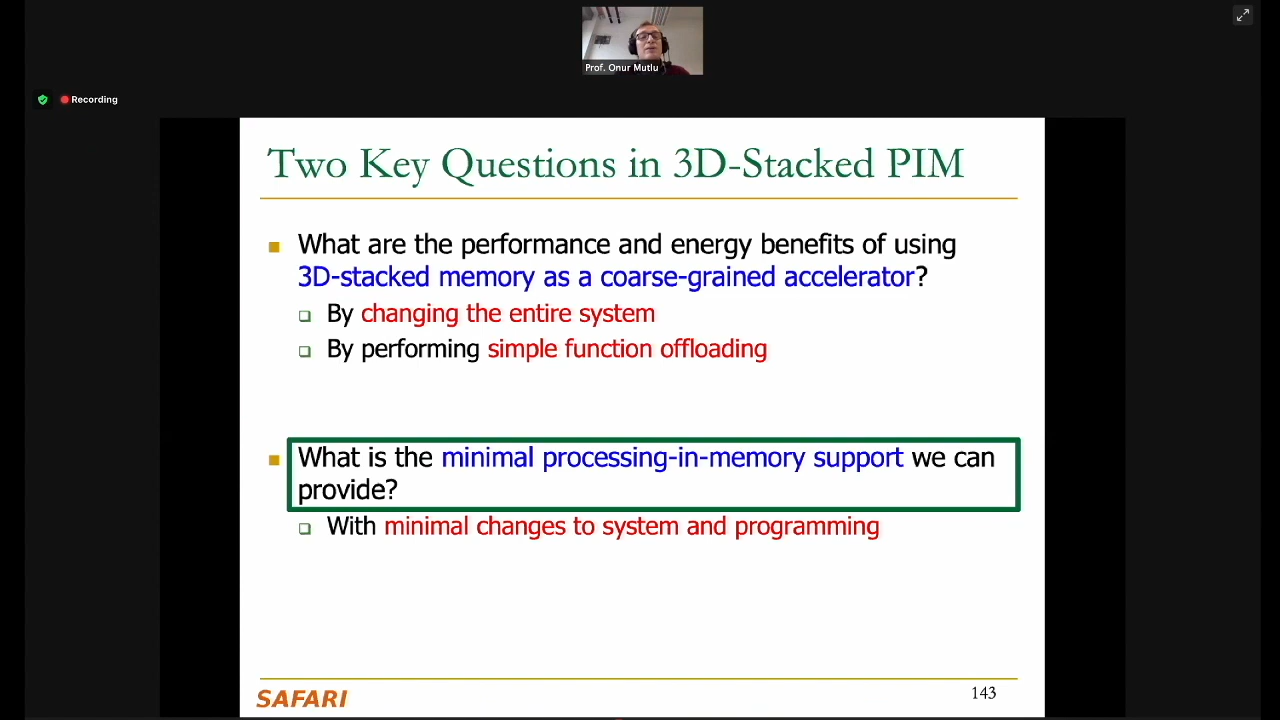 Prof. Onur Mutlu
Recording
Two Key Questions in 3D-Stacked PIM
What are the performance and energy benefits of using
3D-stacked memory as a coarse-grained accelerator?
By changing the entire system
By performing simple function offloading
What is the minimal processing-in-memory support we can
provide?
With minimal changes to system and programming
SAFARI
143